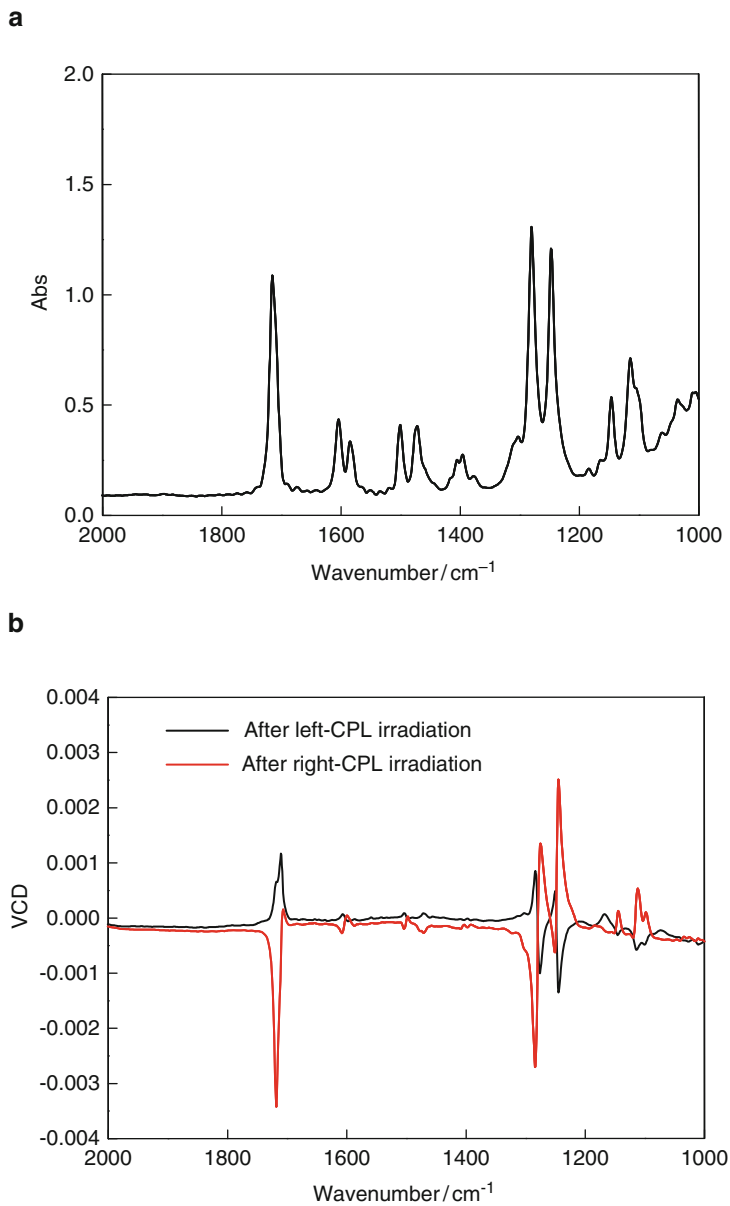 a
2.0
1.5
1.0
0.5
0.0
Abs
2000 1800 1600 1400 1200 1000
Wavenumber/cm⁻¹
b
0.004
0.003
0.002
0.001
0.000
-0.001
-0.002
-0.003
-0.004
VCD
After left-CPL irradiation
After right-CPL irradiation
2000 1800 1600 1400 1200 1000
Wavenumber/cm⁻¹